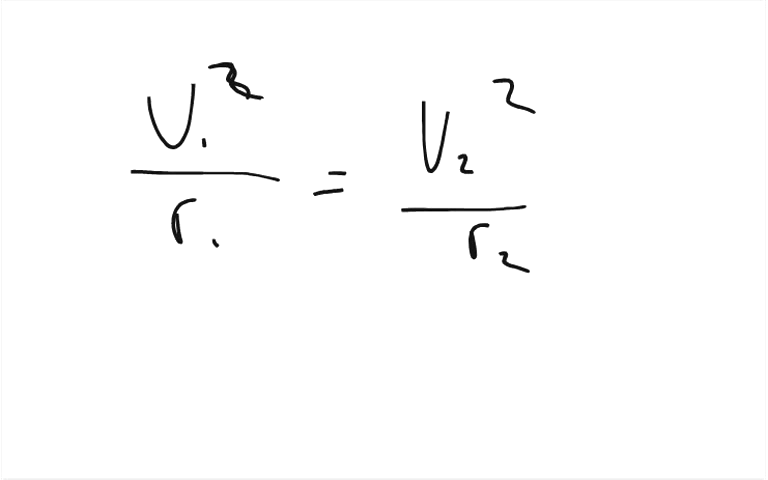 V₁² / r₁ = V₂² / r₂